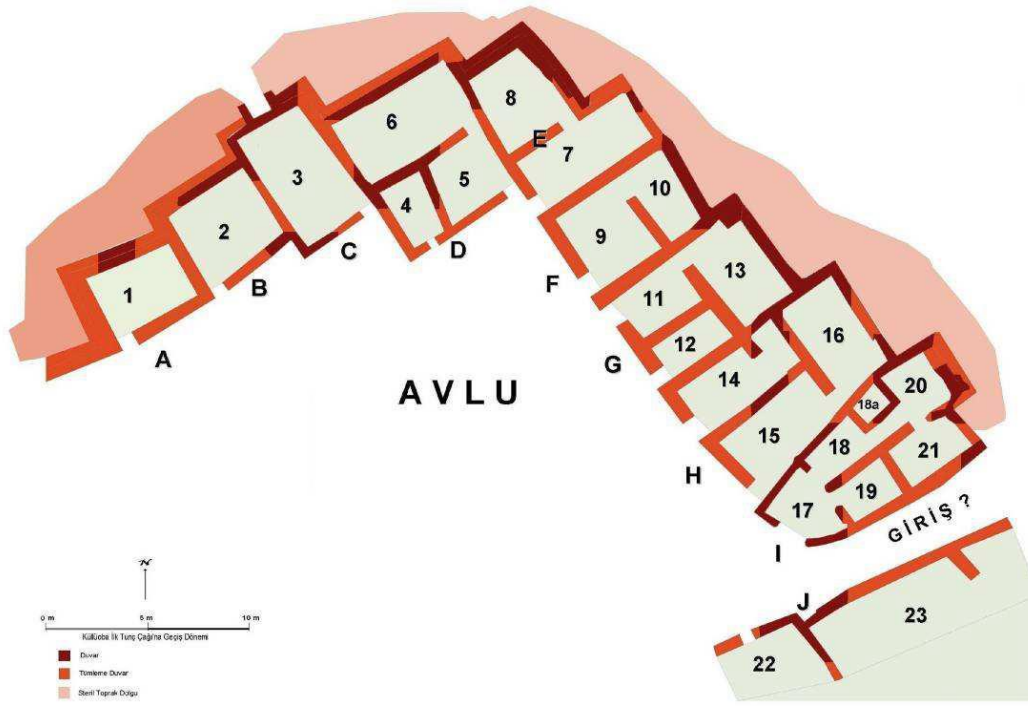 8
6
E
7
3
5
10
4
2
9
C
D
13
B
F
1
11
16
A
12
G
14
20
AVLU
18a
15
18
21
H
19
17
GİRİŞ ?
I
N
J
23
0 m
5 m
10 m
22
Küllüoba İlk Tunç Çağı'na Geçiş Dönemi
Duvar
Tümleme Duvar
Steril Toprak Dolgu